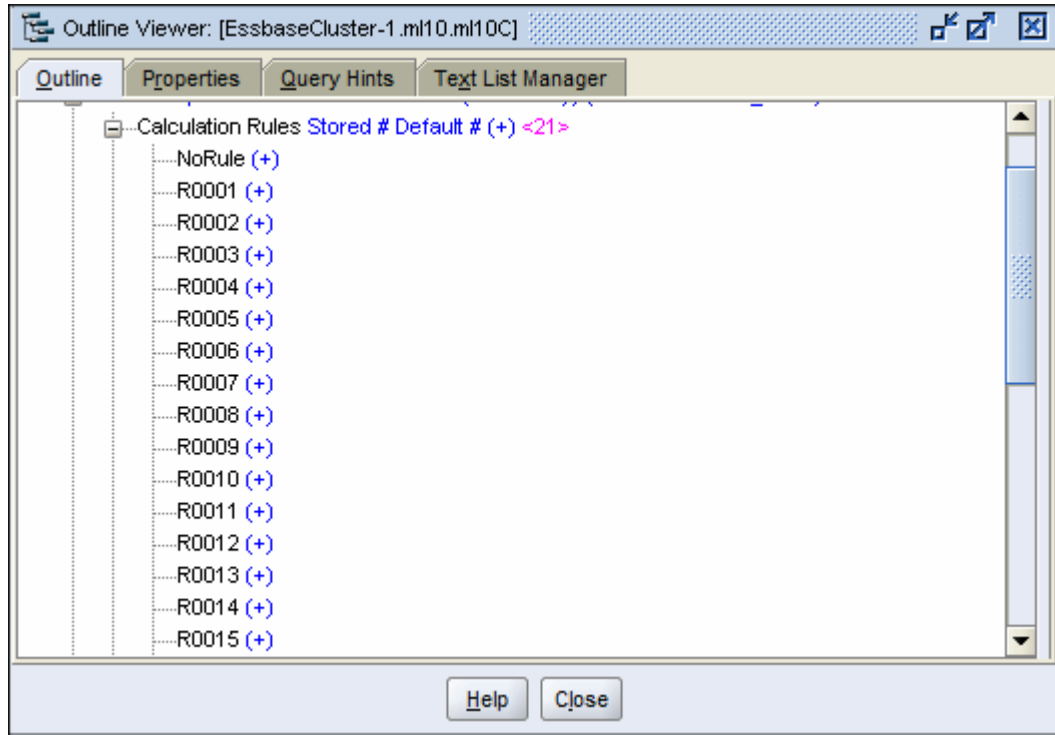 Outline Viewer: [EssbaseCluster-1.ml10.ml10C]
Outline Properties Query Hints Text List Manager
Calculation Rules Stored # Default # (+) <21>
NoRule (+)
R0001 (+)
R0002 (+)
R0003 (+)
R0004 (+)
R0005 (+)
R0006 (+)
R0007 (+)
R0008 (+)
R0009 (+)
R0010 (+)
R0011 (+)
R0012 (+)
R0013 (+)
R0014 (+)
R0015 (+)
Help Close